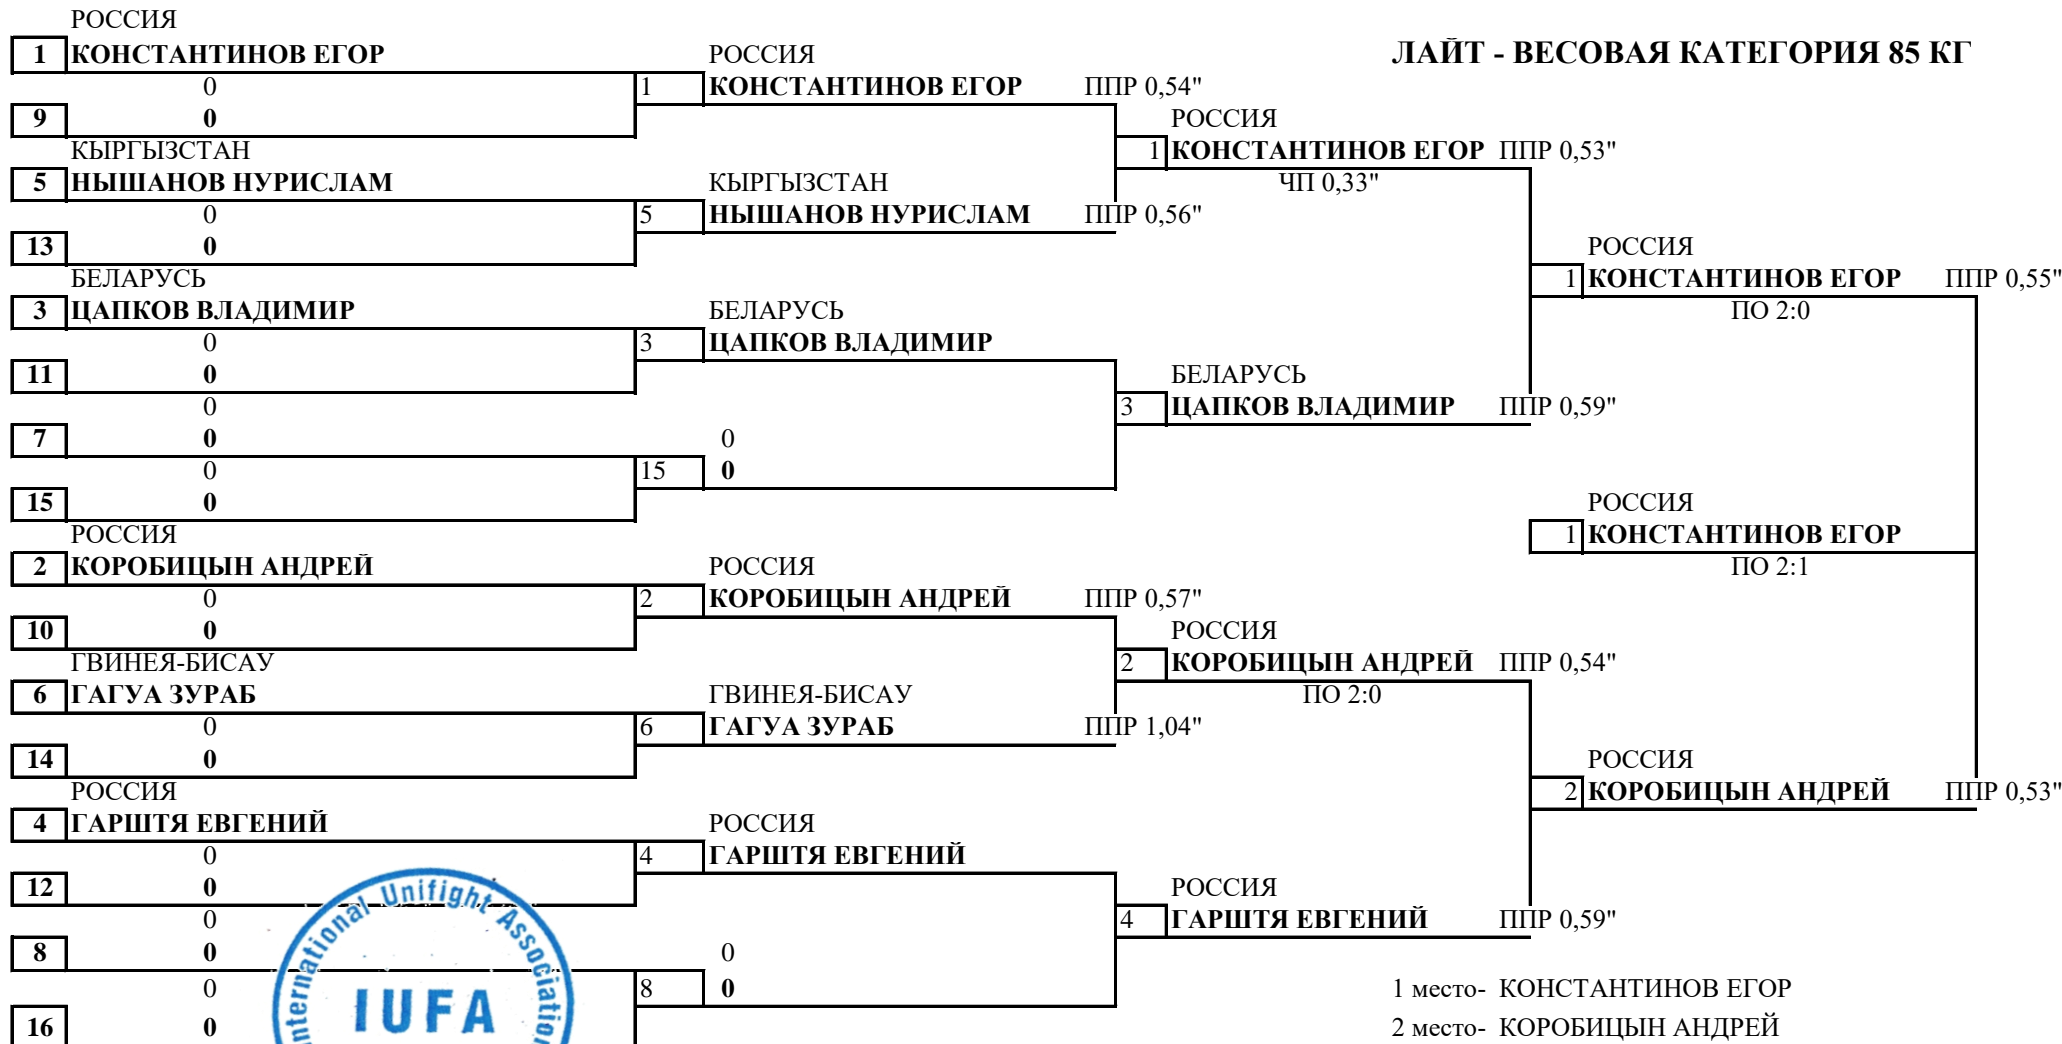 РОССИЯ
1 КОНСТАНТИНОВ ЕГОР РОССИЯ ЛАЙТ - ВЕСОВАЯ КАТЕГОРИЯ 85 КГ
0 1 КОНСТАНТИНОВ ЕГОР ППР 0,54"
9 0 РОССИЯ
КЫРГЫЗСТАН 1 КОНСТАНТИНОВ ЕГОР ППР 0,53"
5 НЫШАНОВ НУРИСЛАМ КЫРГЫЗСТАН ЧП 0,33"
0 5 НЫШАНОВ НУРИСЛАМ ППР 0,56"
13 0 РОССИЯ
БЕЛАРУСЬ 1 КОНСТАНТИНОВ ЕГОР ППР 0,55"
3 ЦАПКОВ ВЛАДИМИР БЕЛАРУСЬ ПО 2:0
0 3 ЦАПКОВ ВЛАДИМИР
11 0 БЕЛАРУСЬ
0 3 ЦАПКОВ ВЛАДИМИР ППР 0,59"
7 0 0
0 15 0
15 0 РОССИЯ
РОССИЯ 1 КОНСТАНТИНОВ ЕГОР
2 КОРОБИЦЫН АНДРЕЙ РОССИЯ ПО 2:1
0 2 КОРОБИЦЫН АНДРЕЙ ППР 0,57"
10 0 РОССИЯ
ГВИНЕЯ-БИСАУ 2 КОРОБИЦЫН АНДРЕЙ ППР 0,54"
6 ГАГУА ЗУРАБ ГВИНЕЯ-БИСАУ ПО 2:0
0 6 ГАГУА ЗУРАБ ППР 1,04"
14 0 РОССИЯ
РОССИЯ 2 КОРОБИЦЫН АНДРЕЙ ППР 0,53"
4 ГАРШТЯ ЕВГЕНИЙ РОССИЯ
0 4 ГАРШТЯ ЕВГЕНИЙ
12 0 РОССИЯ
0 4 ГАРШТЯ ЕВГЕНИЙ ППР 0,59"
8 0 0
0 8 0 1 место- КОНСТАНТИНОВ ЕГОР
16 0 2 место- КОРОБИЦЫН АНДРЕЙ
Unifight
IUFA